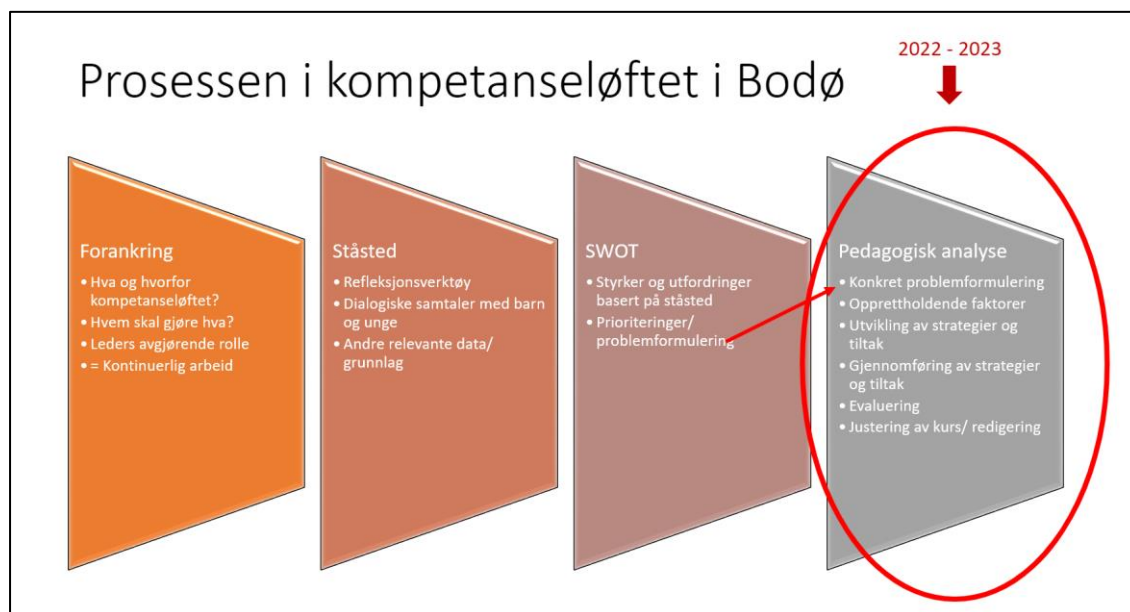 2022 - 2023
Prosessen i kompetanseløftet i Bodø
Forankring
• Hva og hvorfor
kompetanseløftet?
• Hvem skal gjøre hva?
• Leders avgjørende rolle
• = Kontinuerlig arbeid
Ståsted
• Refleksjonsverktøy
• Dialogiske samtaler med barn
og unge
• Andre relevante data/
grunnlag
SWOT
• Styrker og utfordringer
basert på ståsted
• Prioriteringer/
problemformulering
Pedagogisk analyse
• Konkret problemformulering
• Opprettholdende faktorer
• Utvikling av strategier og
tiltak
• Gjennomføring av strategier
og tiltak
• Evaluering
• Justering av kurs/ redigering